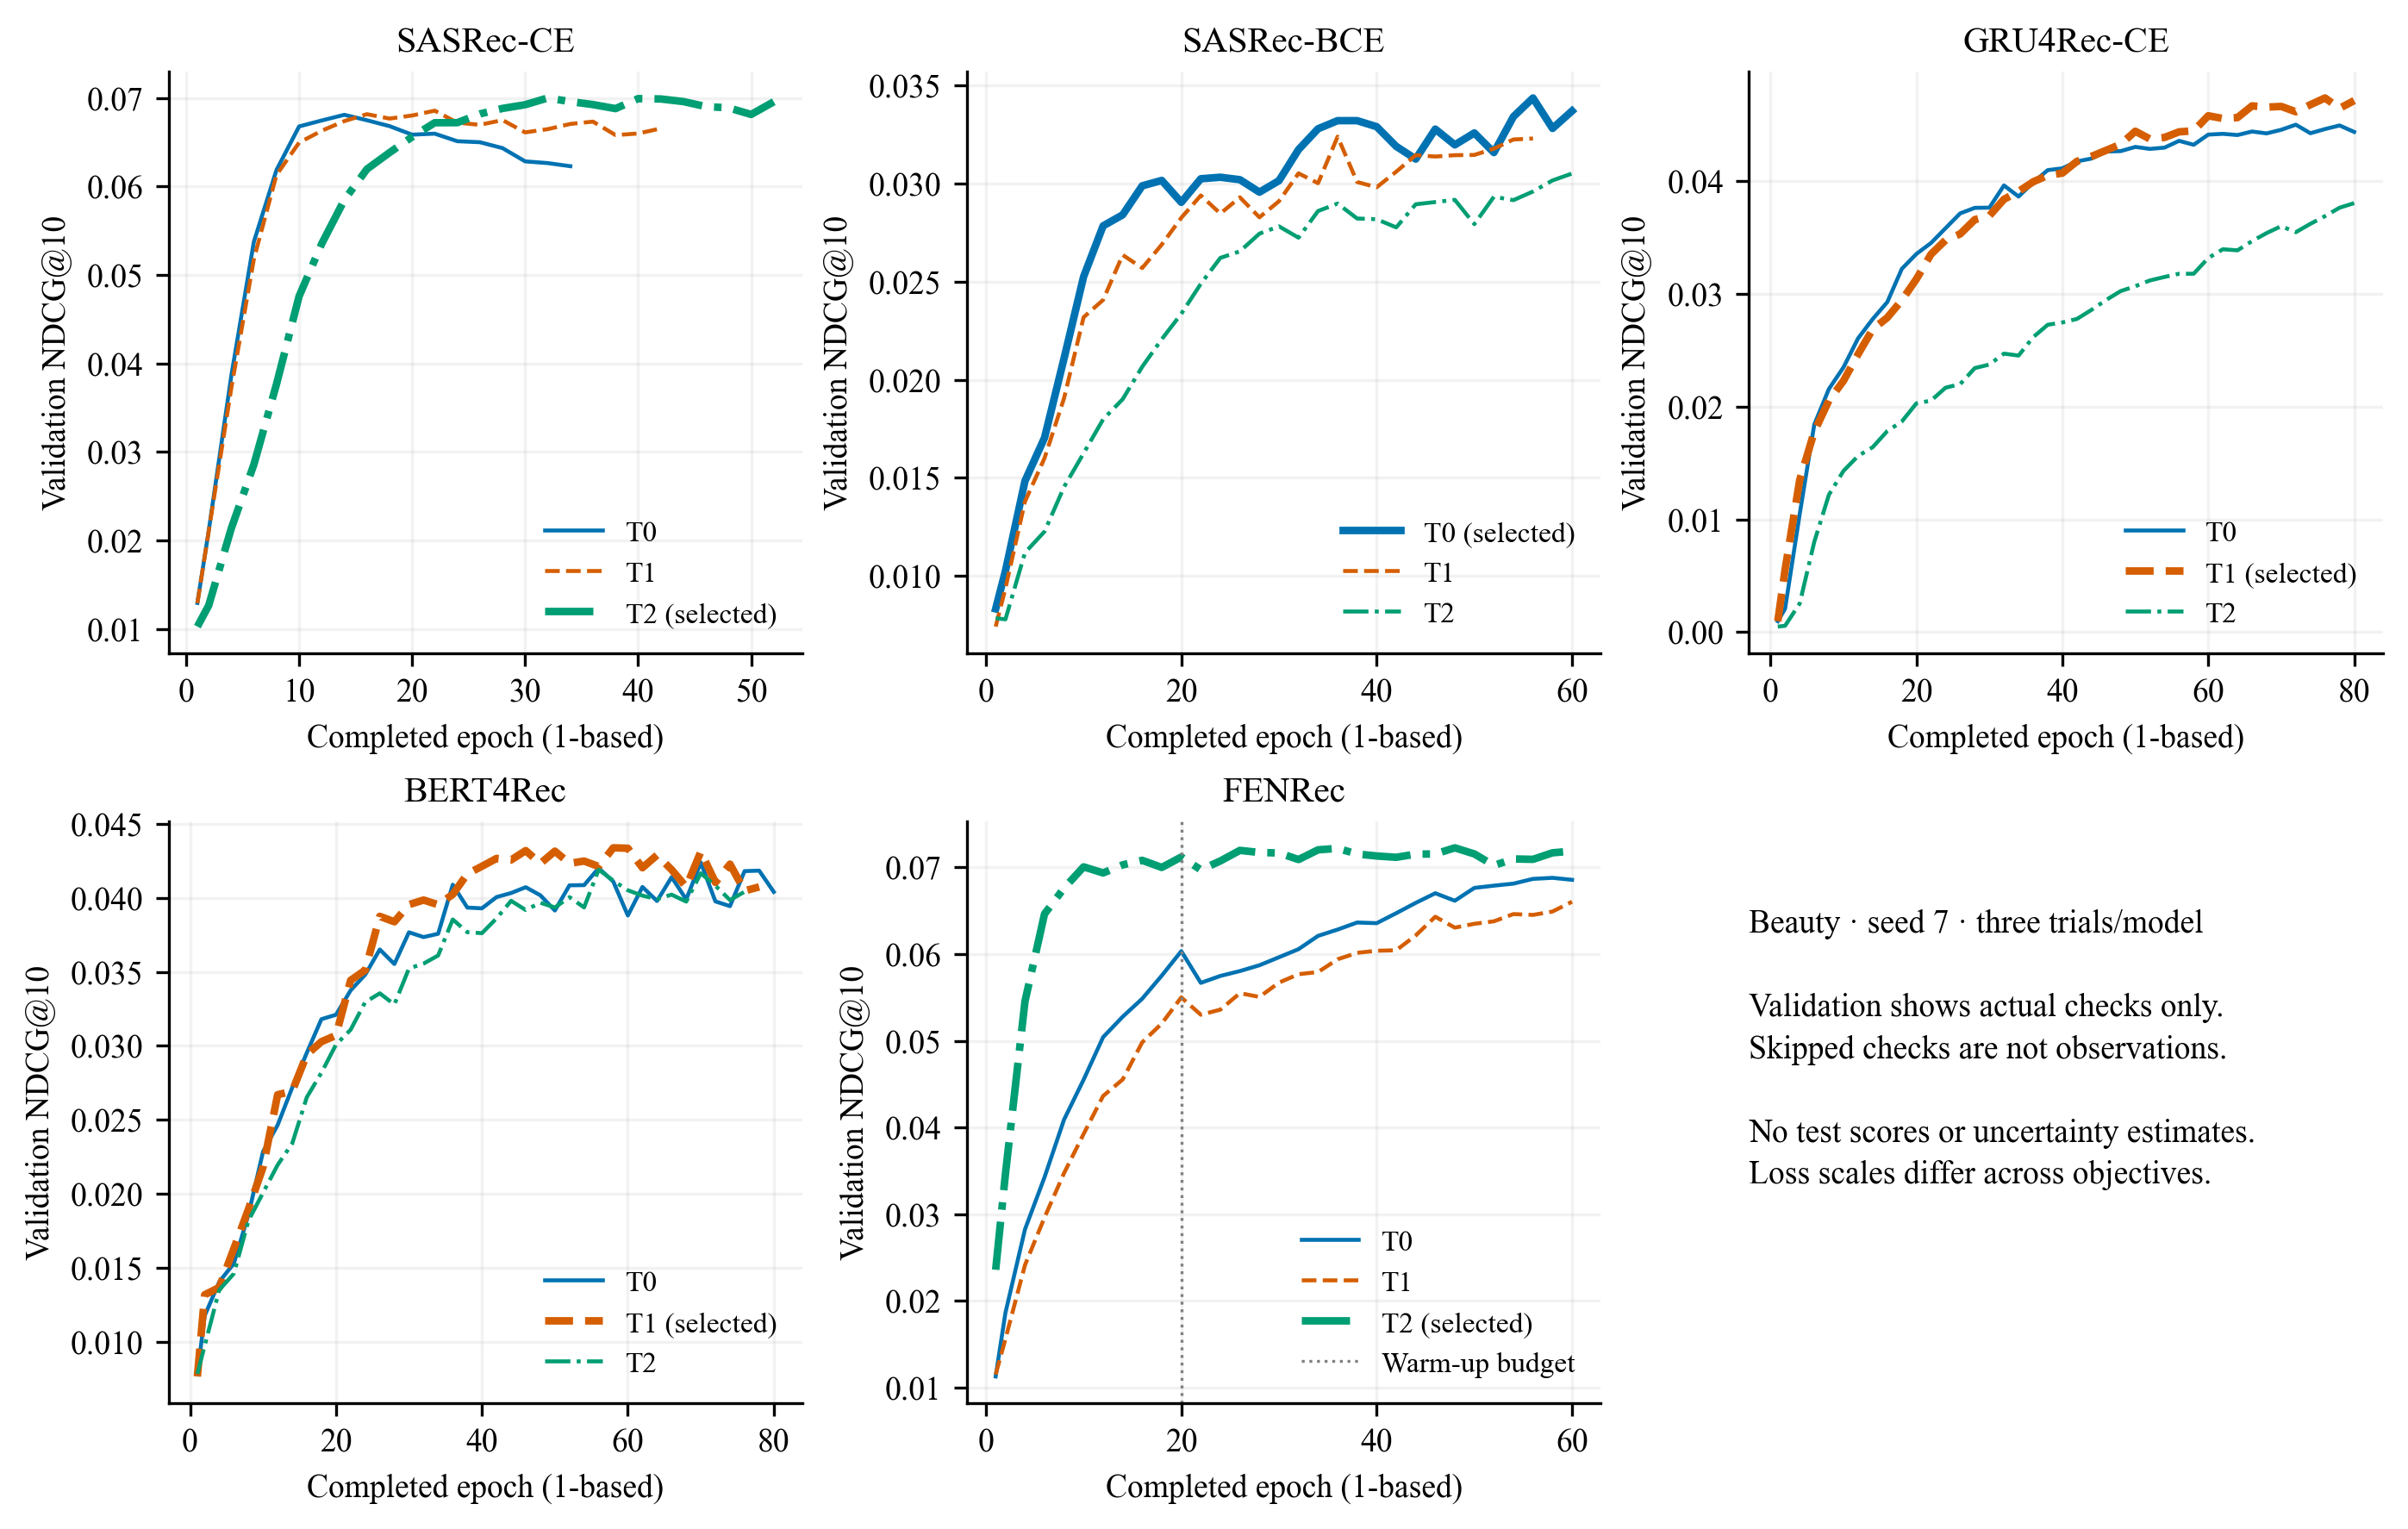 SASRec-CE
Validation NDCG@10
0.07
0.06
0.05
0.04
0.03
0.02
0.01
T0
T1
T2 (selected)
0 10 20 30 40 50
Completed epoch (1-based)
SASRec-BCE
Validation NDCG@10
0.035
0.030
0.025
0.020
0.015
0.010
T0 (selected)
T1
T2
0 20 40 60
Completed epoch (1-based)
GRU4Rec-CE
Validation NDCG@10
0.04
0.03
0.02
0.01
0.00
T0
T1 (selected)
T2
0 20 40 60 80
Completed epoch (1-based)
BERT4Rec
Validation NDCG@10
0.045
0.040
0.035
0.030
0.025
0.020
0.015
0.010
T0
T1 (selected)
T2
0 20 40 60 80
Completed epoch (1-based)
FENRec
Validation NDCG@10
0.07
0.06
0.05
0.04
0.03
0.02
0.01
T0
T1
T2 (selected)
Warm-up budget
0 20 40 60
Completed epoch (1-based)
Beauty · seed 7 · three trials/model
Validation shows actual checks only.
Skipped checks are not observations.
No test scores or uncertainty estimates.
Loss scales differ across objectives.